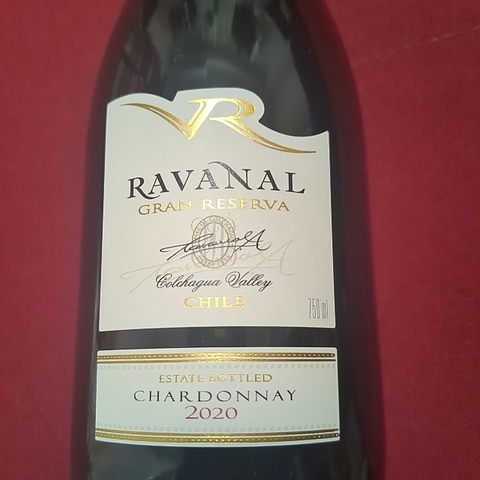 R
RAVANAL
GRAN RESERVA
Colchagua Valley
CHILE
750 ml
ESTATE BOTTLED
CHARDONNAY
2020